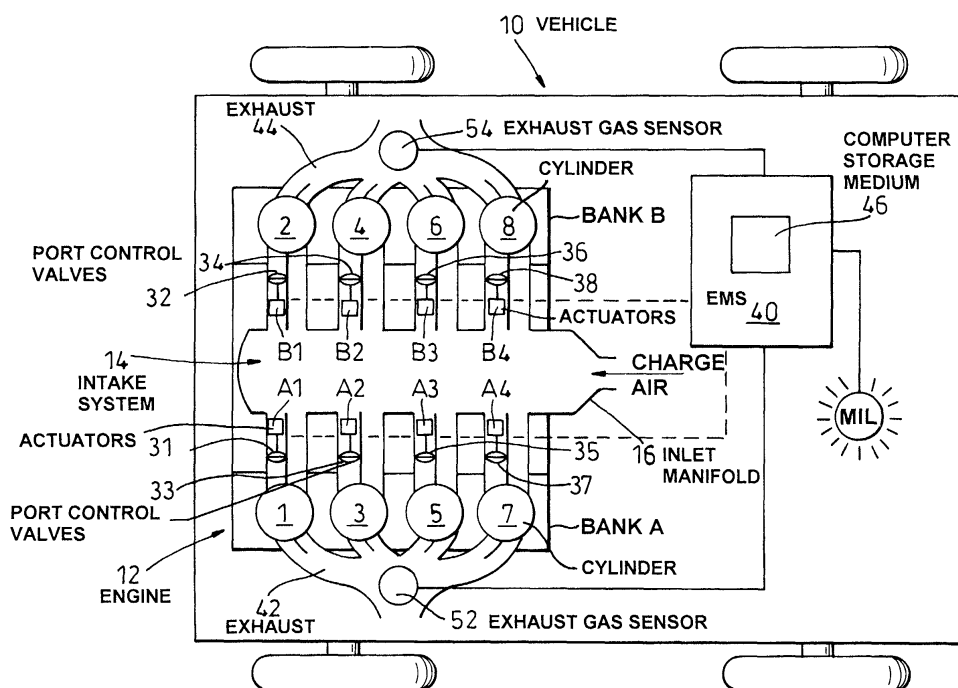 10 VEHICLE
EXHAUST
44
54 EXHAUST GAS SENSOR
COMPUTER
STORAGE
MEDIUM
46
CYLINDER
2 4 6 8
BANK B
PORT CONTROL
VALVES
34
32
36
38
EMS
40
ACTUATORS
B1 B2 B3 B4
14
INTAKE
SYSTEM
CHARGE
AIR
A1 A2 A3 A4
MIL
ACTUATORS
31
33
35
37
16 INLET
MANIFOLD
PORT CONTROL
VALVES
1 3 5 7
BANK A
12
ENGINE
CYLINDER
42
EXHAUST
52 EXHAUST GAS SENSOR